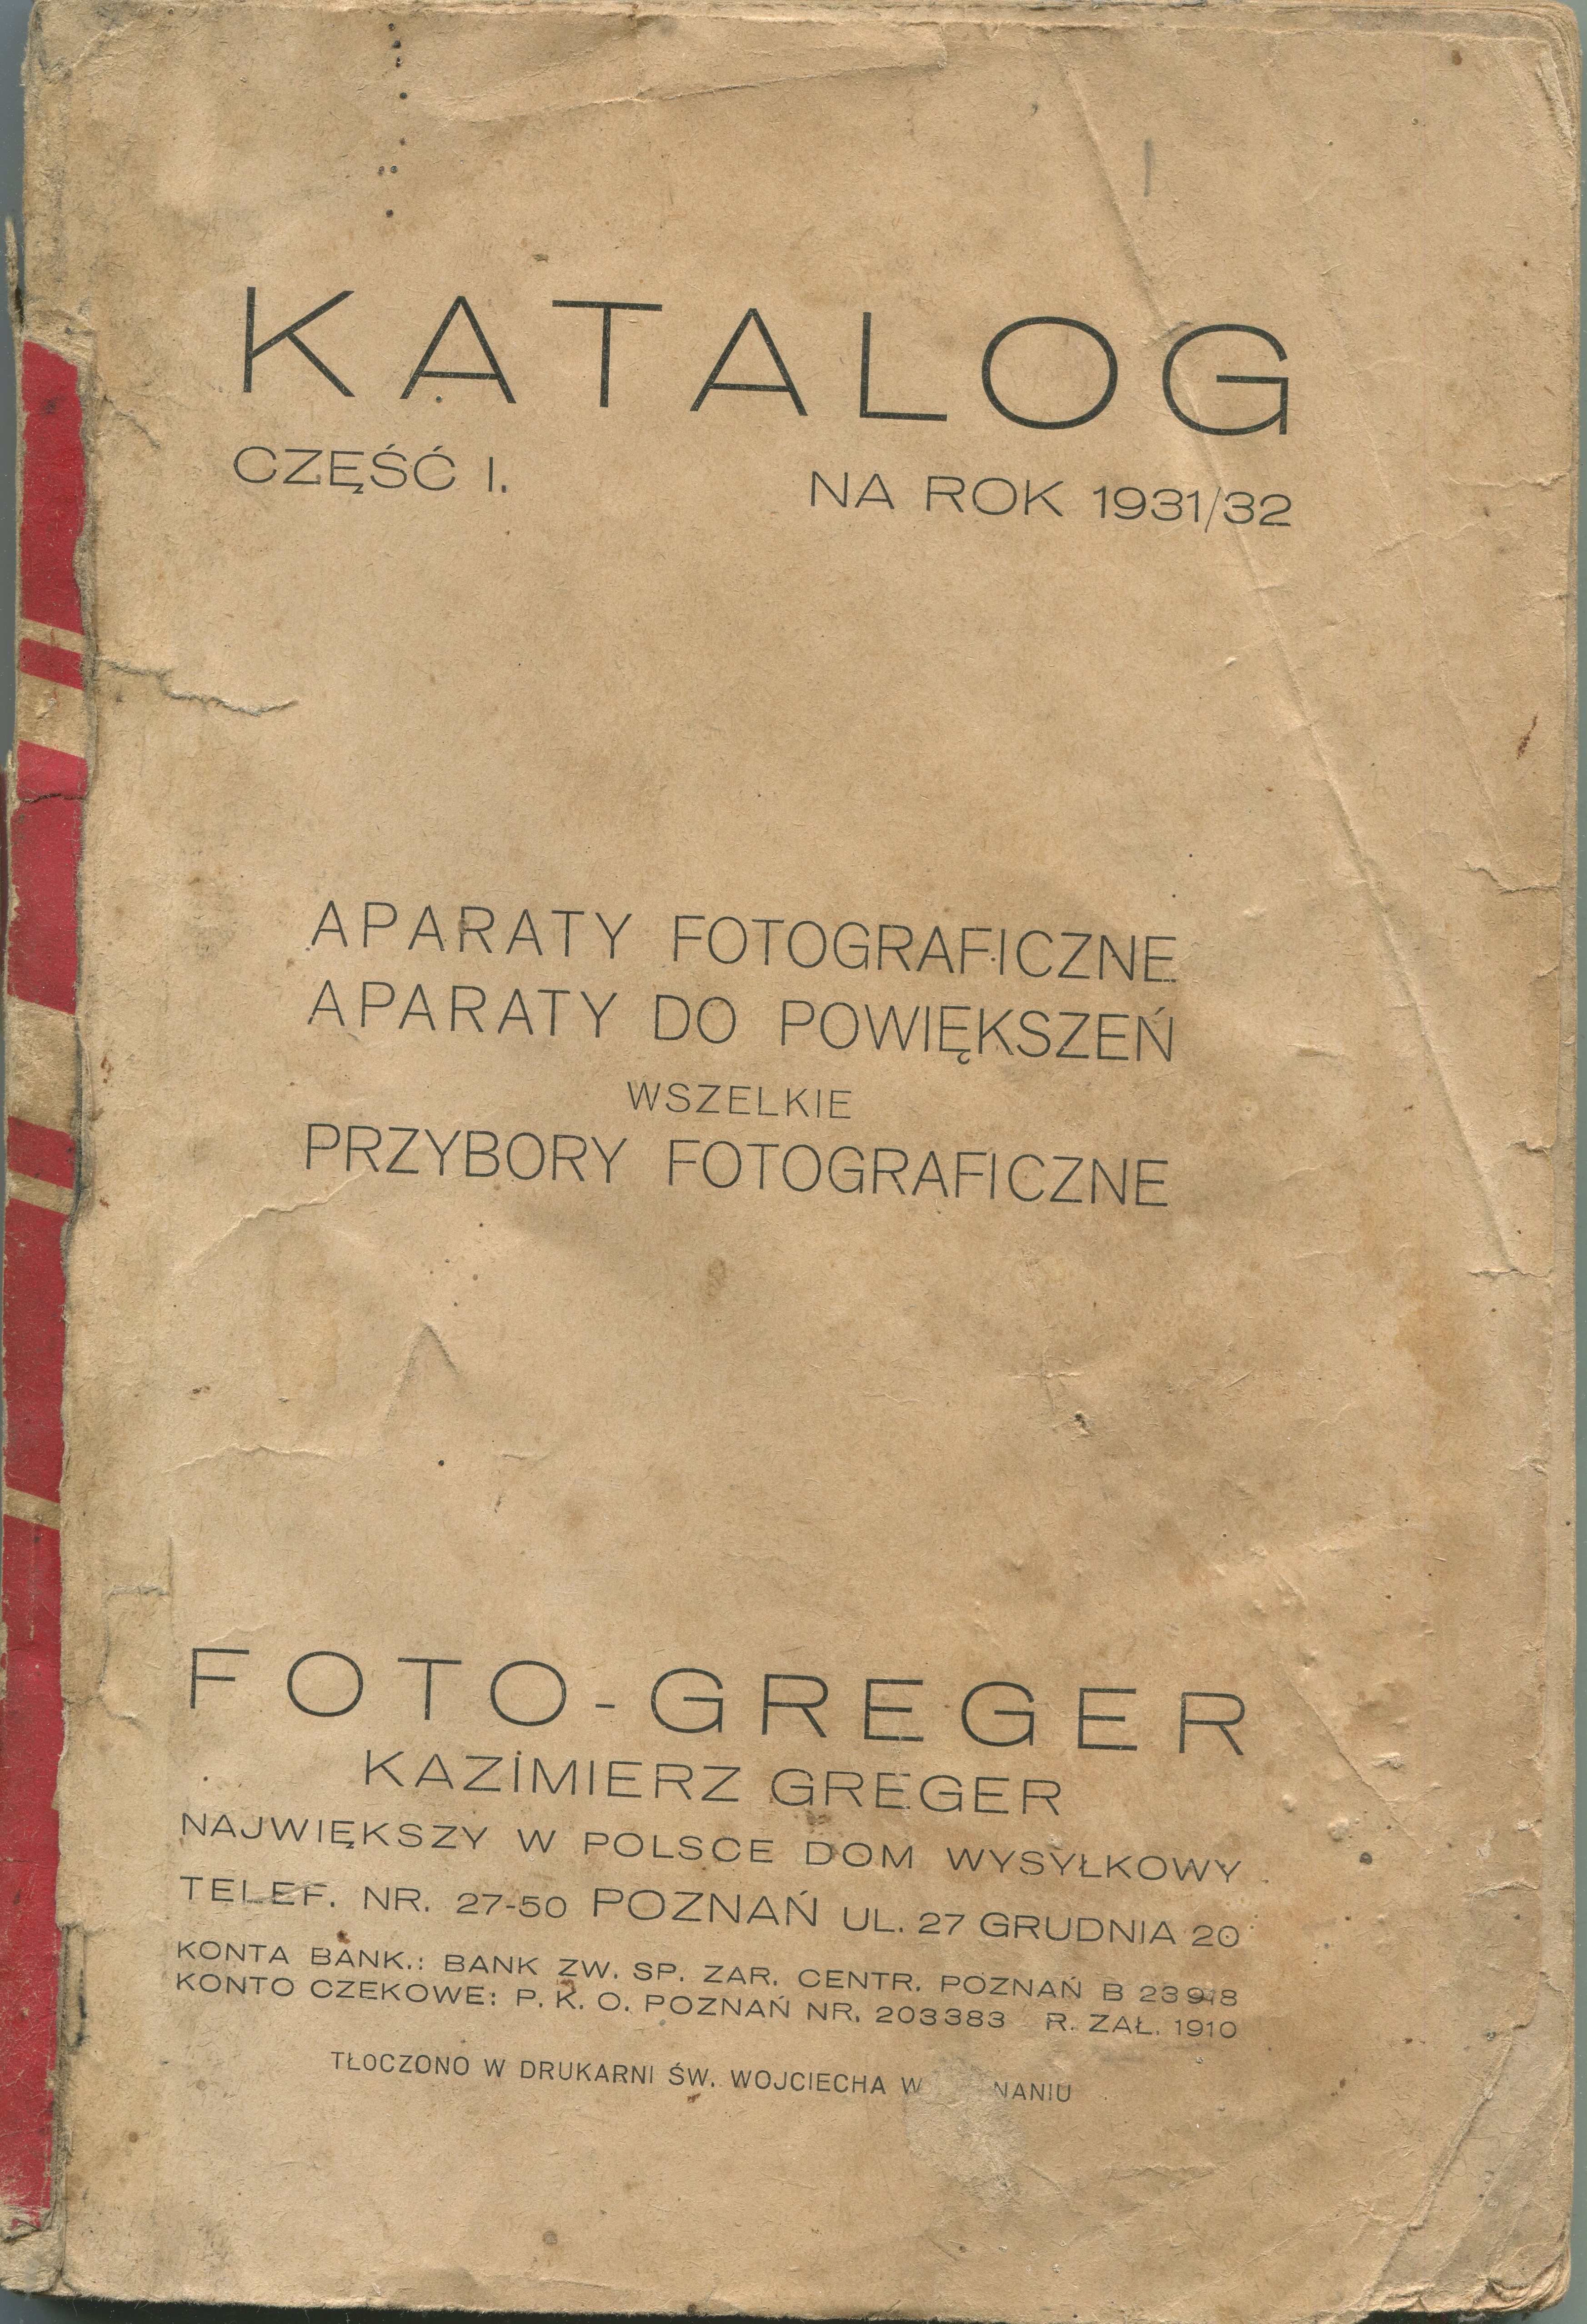 KATALOG
CZĘŚĆ I. NA ROK 1931/32
APARATY FOTOGRAFICZNE
APARATY DO POWIĘKSZEŃ
WSZELKIE
PRZYBORY FOTOGRAFICZNE
FOTO-GREGER
KAZIMIERZ GREGER
NAJWIĘKSZY W POLSCE DOM WYSYŁKOWY
TELEF. NR. 27-50 POZNAŃ UL. 27 GRUDNIA 20
KONTA BANK.: BANK ZW. SP. ZAR. CENTR. POZNAŃ B 23918
KONTO CZEKOWE: P. K. O. POZNAŃ NR. 203383 R. ZAŁ. 1910
TŁOCZONO W DRUKARNI ŚW. WOJCIECHA W NANIU